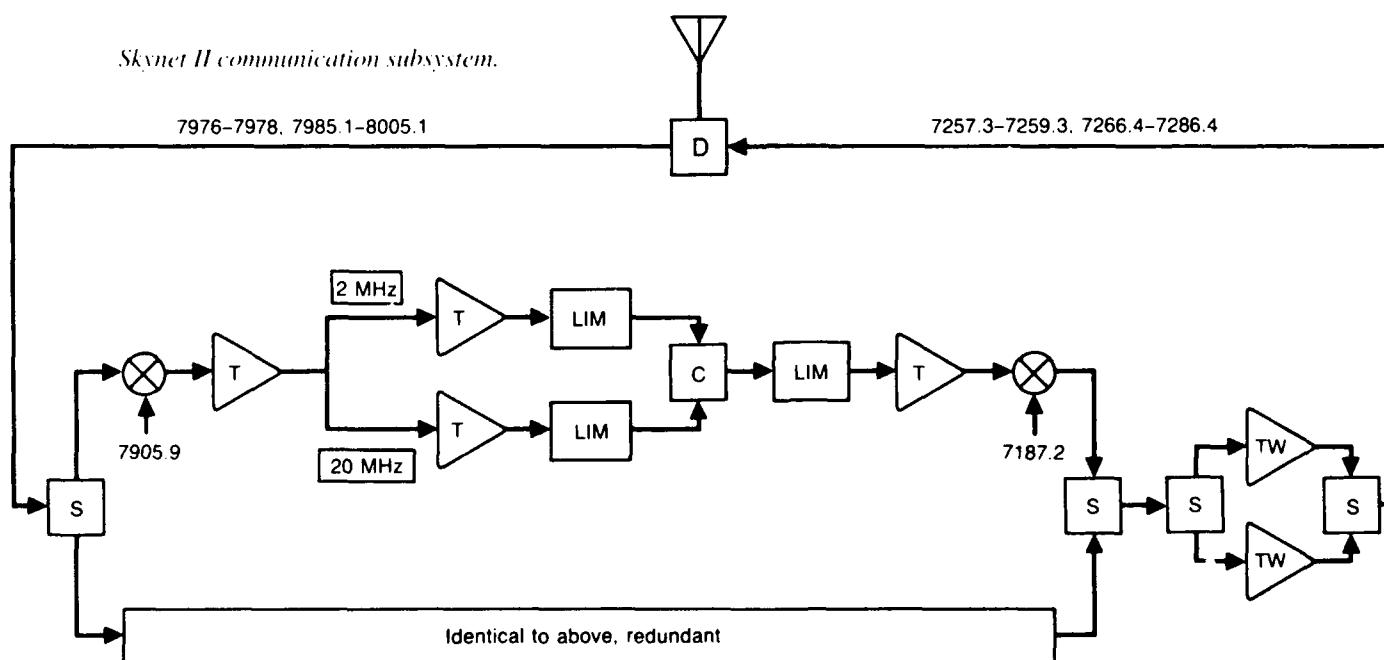 Skynet II communication subsystem.
7976-7978, 7985.1-8005.1
D
7257.3-7259.3, 7266.4-7286.4
2 MHz
T
LIM
T
C
LIM
T
7905.9
T
LIM
7187.2
20 MHz
TW
S
S
S
S
TW
Identical to above, redundant